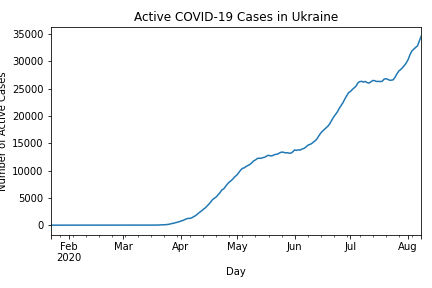 Active COVID-19 Cases in Ukraine
Number of Active Cases
35000
30000
25000
20000
15000
10000
5000
0
Feb Mar Apr May Jun Jul Aug
2020
Day